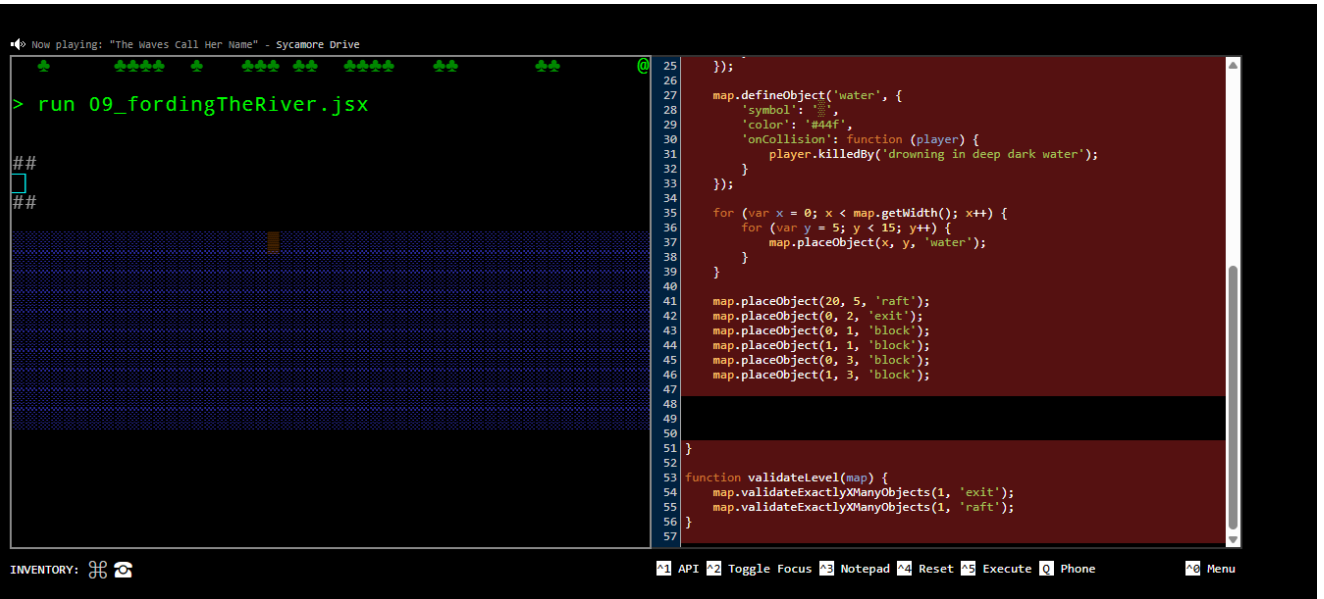 Now playing: "The Waves Call Her Name" - Sycamore Drive
@
> run 09_fordingTheRiver.jsx
##
##
25 });
26
27 map.defineObject('water', {
28 'symbol': '░',
29 'color': '#44f',
30 'onCollision': function (player) {
31 player.killedBy('drowning in deep dark water');
32 }
33 });
34
35 for (var x = 0; x < map.getWidth(); x++) {
36 for (var y = 5; y < 15; y++) {
37 map.placeObject(x, y, 'water');
38 }
39 }
40
41 map.placeObject(20, 5, 'raft');
42 map.placeObject(0, 2, 'exit');
43 map.placeObject(0, 1, 'block');
44 map.placeObject(1, 1, 'block');
45 map.placeObject(0, 3, 'block');
46 map.placeObject(1, 3, 'block');
47
48
49
50
51 }
52
53 function validateLevel(map) {
54 map.validateExactlyXManyObjects(1, 'exit');
55 map.validateExactlyXManyObjects(1, 'raft');
56 }
57
INVENTORY: ⌘ ☎
^1 API ^2 Toggle Focus ^3 Notepad ^4 Reset ^5 Execute Q Phone ^0 Menu